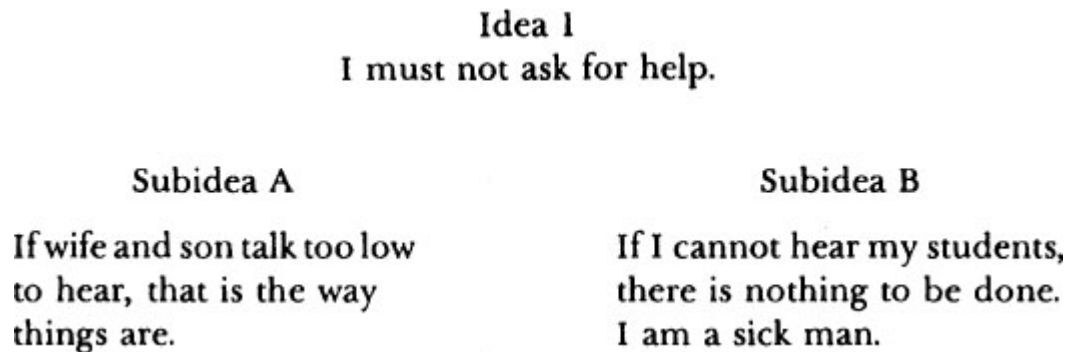 Idea 1
I must not ask for help.
Subidea A
If wife and son talk too low
to hear, that is the way
things are.
Subidea B
If I cannot hear my students,
there is nothing to be done.
I am a sick man.